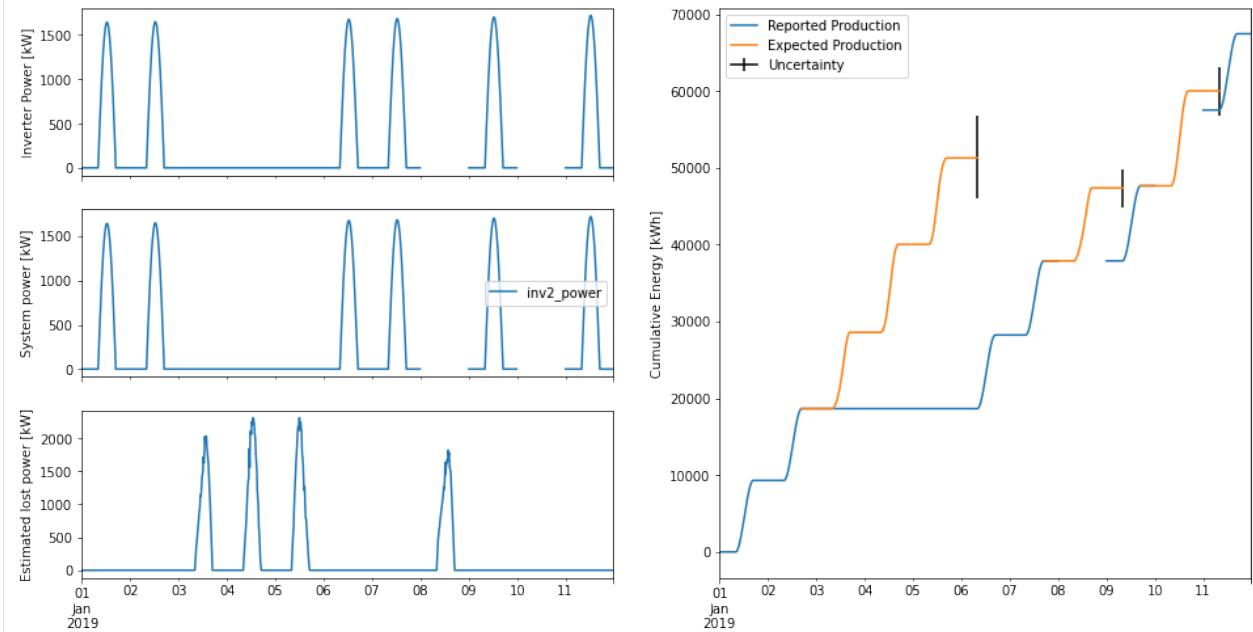 Inverter Power [kW]
1500
1000
500
0
System power [kW]
1500
1000
500
0
inv2_power
Estimated lost power [kW]
2000
1500
1000
500
0
01 02 03 04 05 06 07 08 09 10 11
Jan
2019
Cumulative Energy [kWh]
70000
60000
50000
40000
30000
20000
10000
0
Reported Production
Expected Production
Uncertainty
01 02 03 04 05 06 07 08 09 10 11
Jan
2019